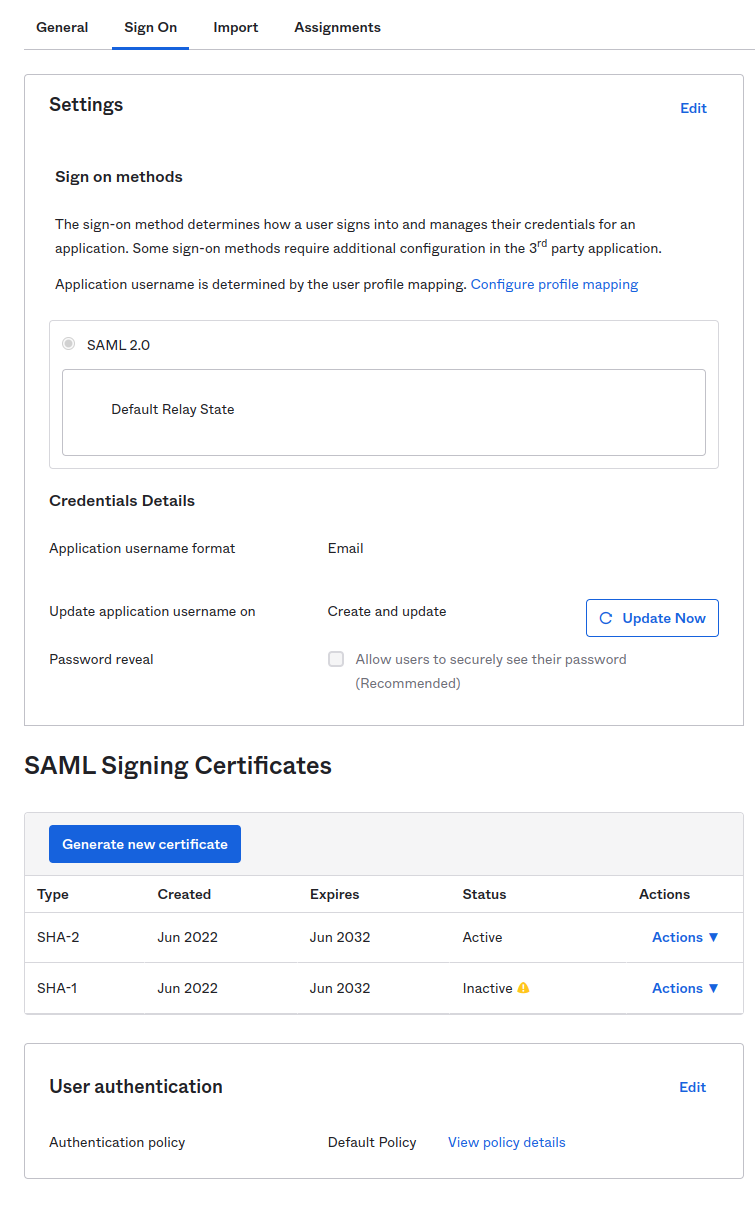 General Sign On Import Assignments
Settings
Edit
Sign on methods
The sign-on method determines how a user signs into and manages their credentials for an
application. Some sign-on methods require additional configuration in the 3rd party application.
Application username is determined by the user profile mapping. Configure profile mapping
SAML 2.0
Default Relay State
Credentials Details
Application username format Email
Update application username on Create and update Update Now
Password reveal Allow users to securely see their password
(Recommended)
SAML Signing Certificates
Generate new certificate
Type Created Expires Status Actions
SHA-2 Jun 2022 Jun 2032 Active Actions ▼
SHA-1 Jun 2022 Jun 2032 Inactive Actions ▼
User authentication
Edit
Authentication policy Default Policy View policy details